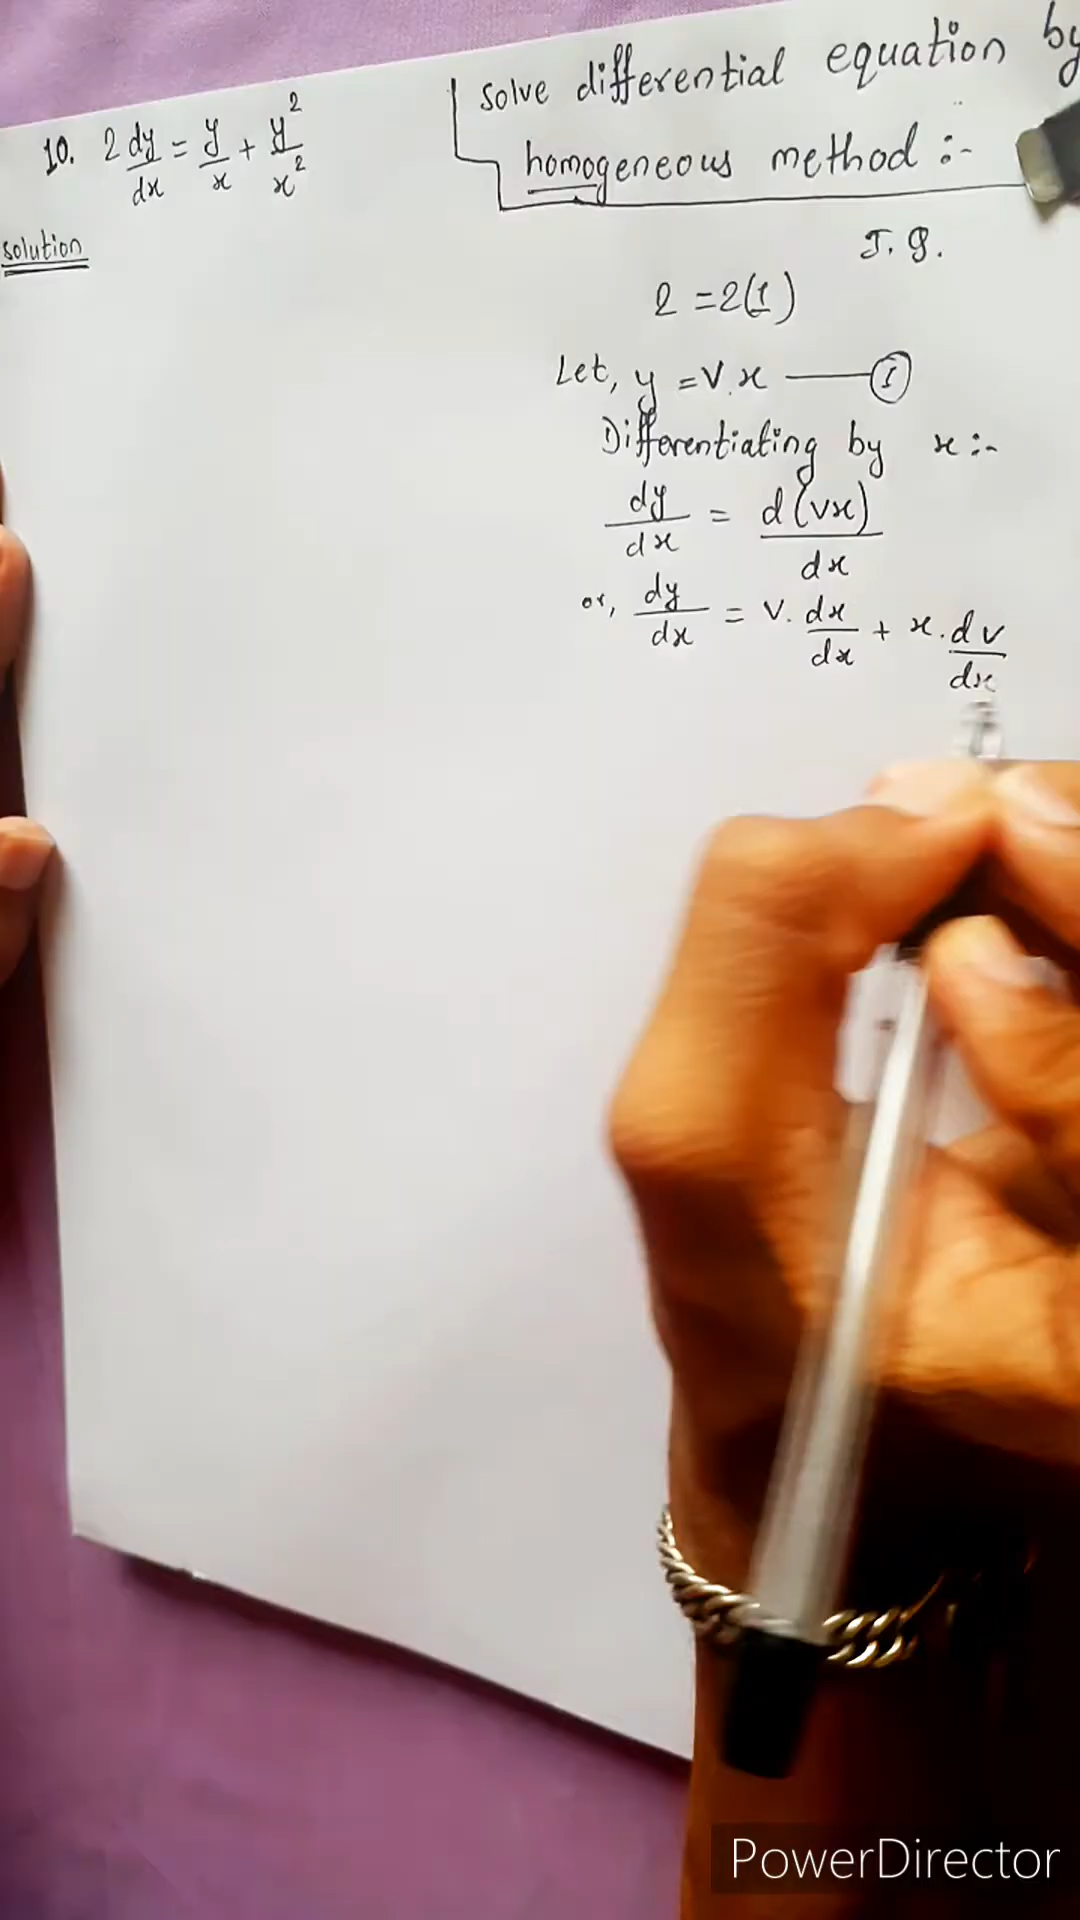 solve differential equation by
homogeneous method :-
10. 2 dy/dx = y/x + y²/x²
solution
I. g.
2 = 2(1)
Let, y = v.x —— (1)
Differentiating by x :-
dy/dx = d(vx)/dx
or, dy/dx = v. dx/dx + x. dv/dx
PowerDirector